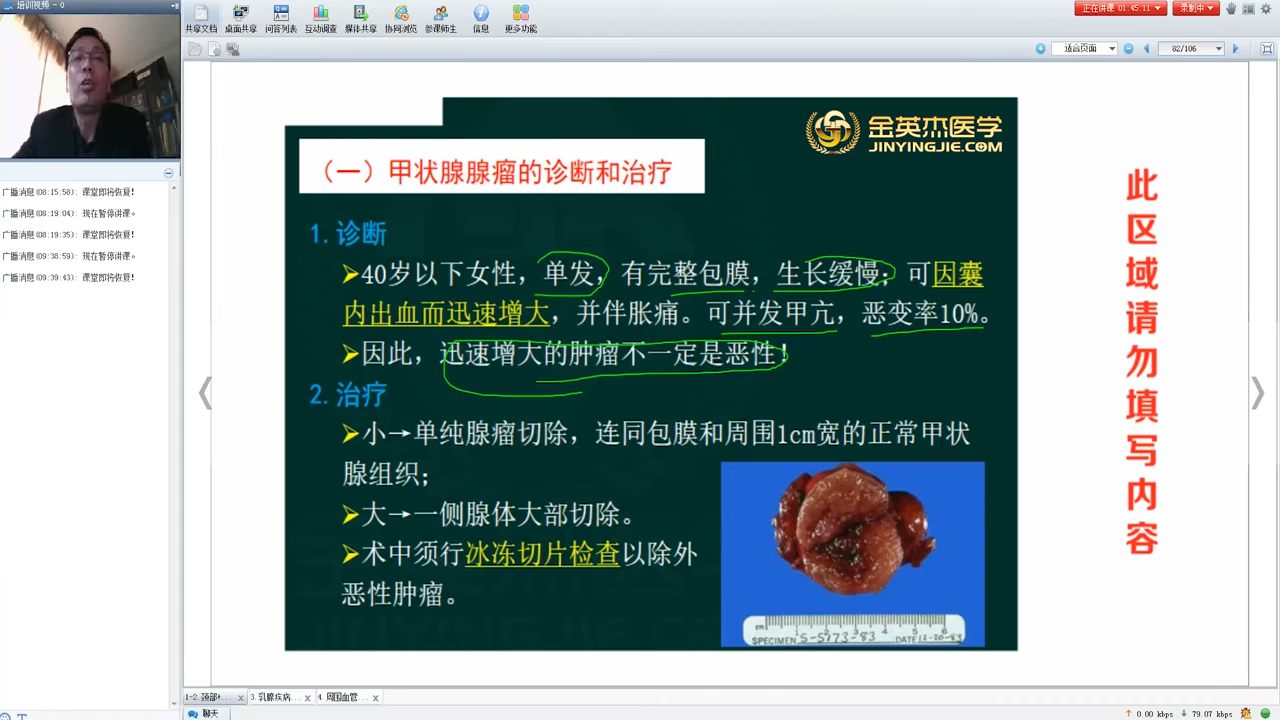 培训视频 - 0
共享文档 桌面共享 问答列表 互动调查 媒体共享 协同浏览 参课师生 信息 更多功能
正在讲课 01:45:11
录制中
适合页面
82/106
广播消息(08:15:58): 课堂即将恢复!
广播消息(08:19:04): 现在暂停讲课。
广播消息(08:19:35): 课堂即将恢复!
广播消息(09:38:59): 现在暂停讲课。
广播消息(09:39:43): 课堂即将恢复!
金英杰医学
JINYINGJIE.COM
（一）甲状腺腺瘤的诊断和治疗
1.诊断
➢40岁以下女性，单发，有完整包膜，生长缓慢；可因囊
内出血而迅速增大，并伴胀痛。可并发甲亢，恶变率10%。
➢因此，迅速增大的肿瘤不一定是恶性！
2.治疗
➢小→单纯腺瘤切除，连同包膜和周围1cm宽的正常甲状
腺组织；
➢大→一侧腺体大部切除。
➢术中须行冰冻切片检查以除外
恶性肿瘤。
cm 1 2 3 4 5 6
SPECIMEN S-5773-83 DATE 12-20-83
此区域请勿填写内容
3.乳腺疾病...
4.周围血管...
聊天
0.00 kbps
79.07 kbps